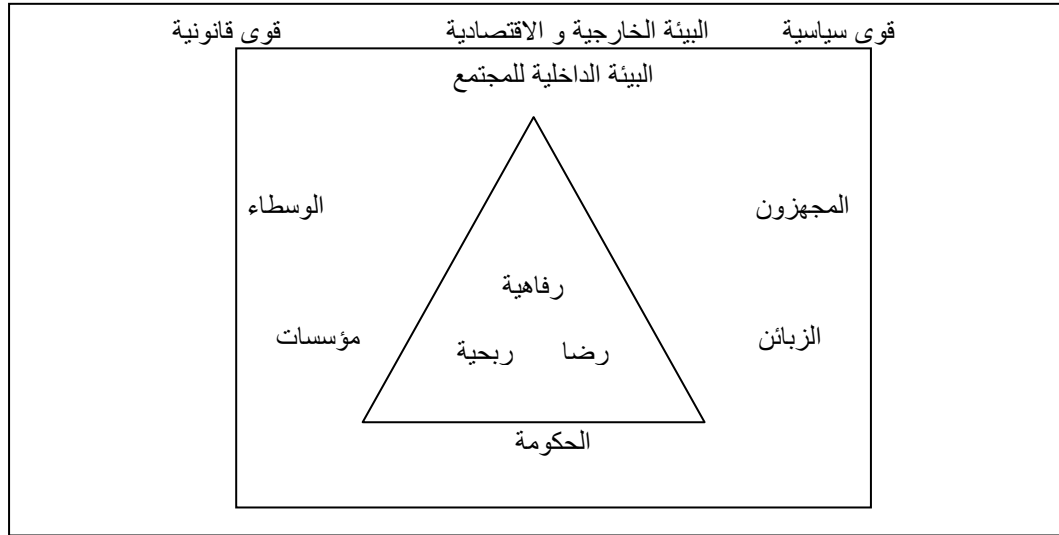 قوى سياسية البيئة الخارجية و الاقتصادية قوى قانونية
البيئة الداخلية للمجتمع
المجهزون الوسطاء
رفاهية
الزبائن مؤسسات
رضا ربحية
الحكومة